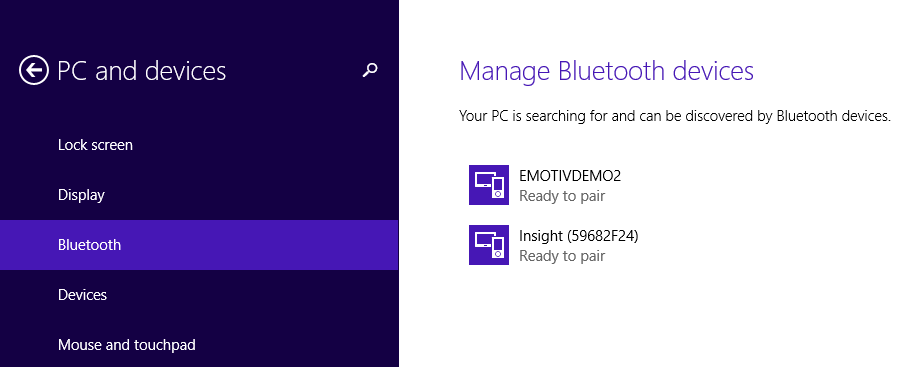 PC and devices
Lock screen
Display
Bluetooth
Devices
Mouse and touchpad
Manage Bluetooth devices
Your PC is searching for and can be discovered by Bluetooth devices.
EMOTIVDEMO2
Ready to pair
Insight (59682F24)
Ready to pair